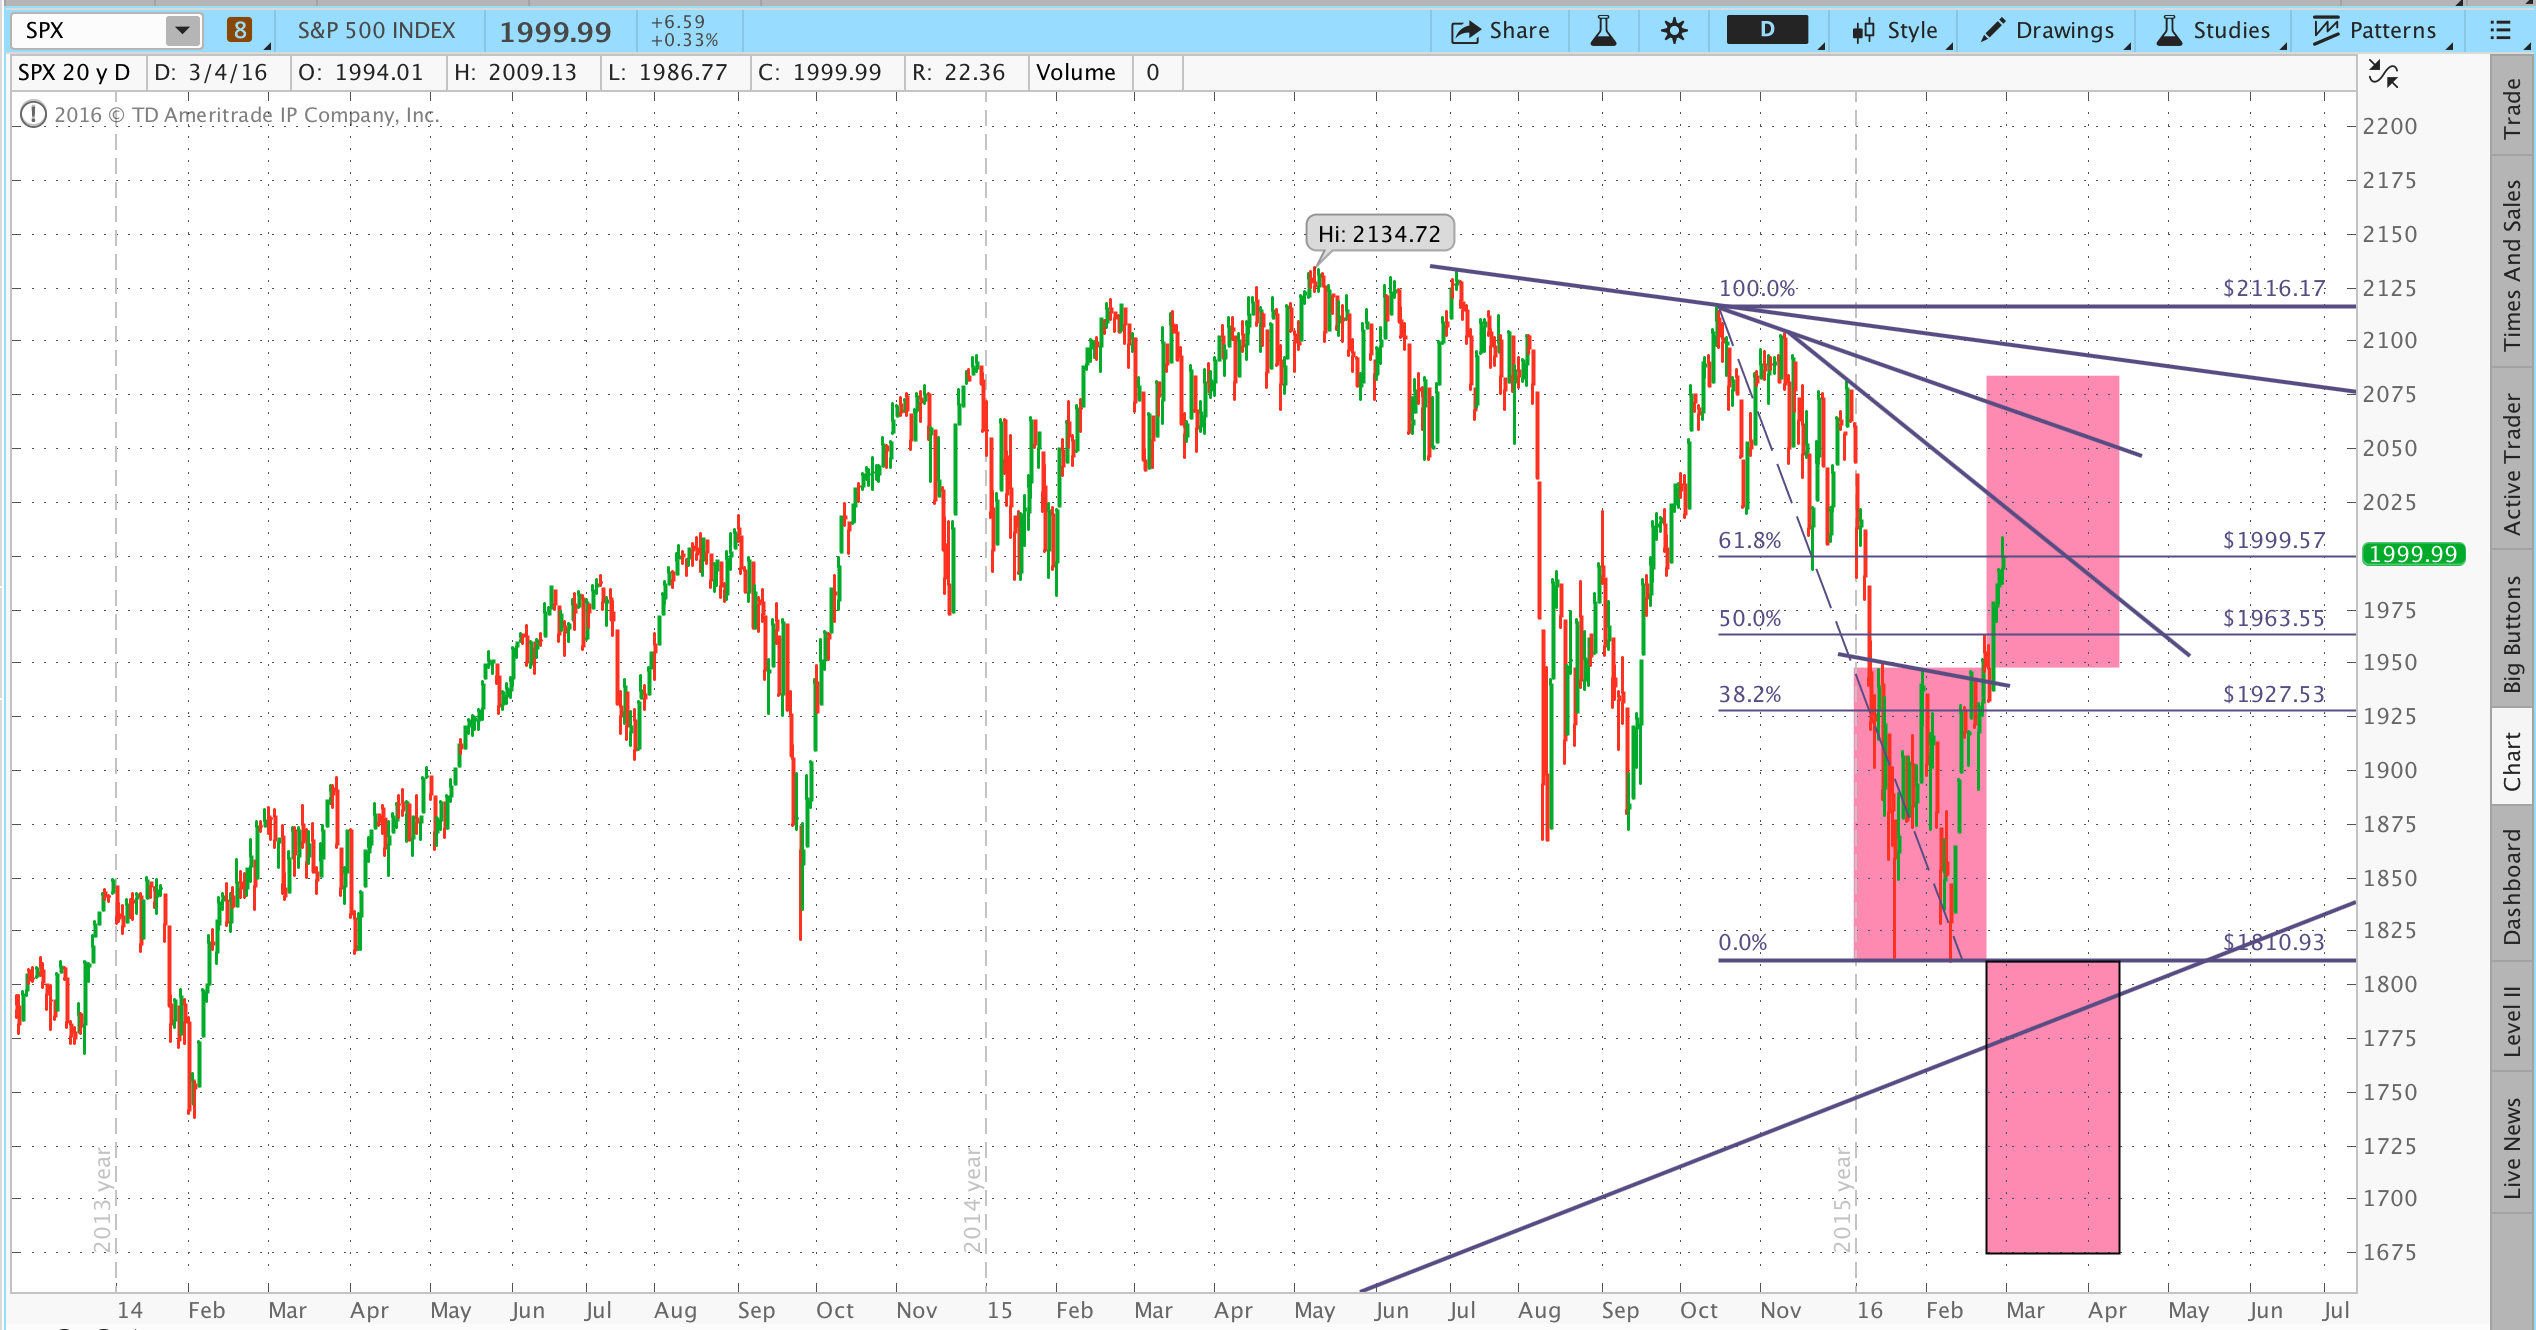 SPX 8 S&P 500 INDEX 1999.99 +6.59 +0.33% Share D Style Drawings Studies Patterns
SPX 20 y D D: 3/4/16 O: 1994.01 H: 2009.13 L: 1986.77 C: 1999.99 R: 22.36 Volume 0
2016 © TD Ameritrade IP Company, Inc.
Hi: 2134.72
100.0% $2116.17
61.8% $1999.57
50.0% $1963.55
38.2% $1927.53
0.0% $1810.93
2200
2175
2150
2125
2100
2075
2050
2025
1999.99
1975
1950
1925
1900
1875
1850
1825
1800
1775
1750
1725
1700
1675
2013 year
2014 year
2015 year
14 Feb Mar Apr May Jun Jul Aug Sep Oct Nov 15 Feb Mar Apr May Jun Jul Aug Sep Oct Nov 16 Feb Mar Apr May Jun Jul
Trade
Times And Sales
Active Trader
Big Buttons
Chart
Dashboard
Level II
Live News